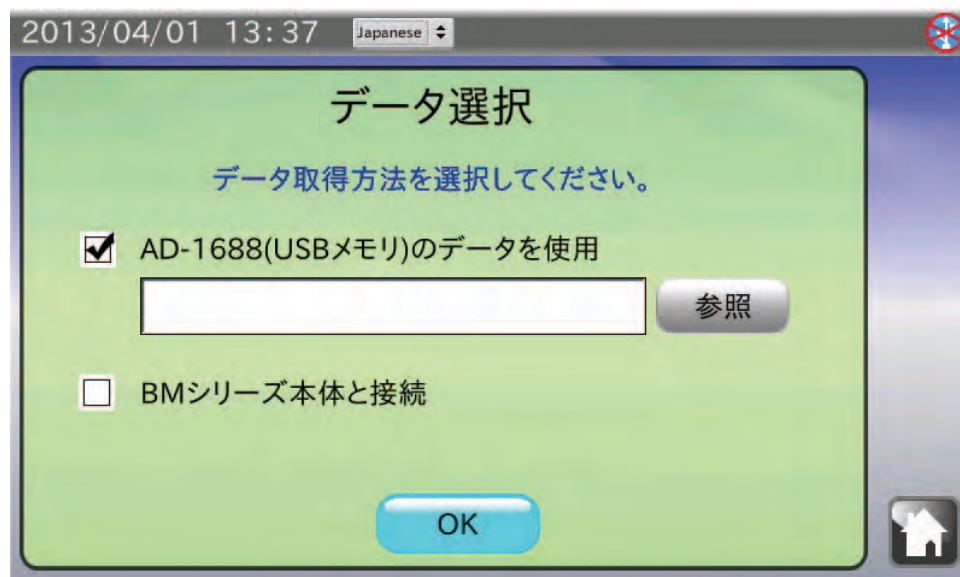 2013/04/01 13:37 Japanese
データ選択
データ取得方法を選択してください。
AD-1688(USBメモリ)のデータを使用
参照
BMシリーズ本体と接続
OK